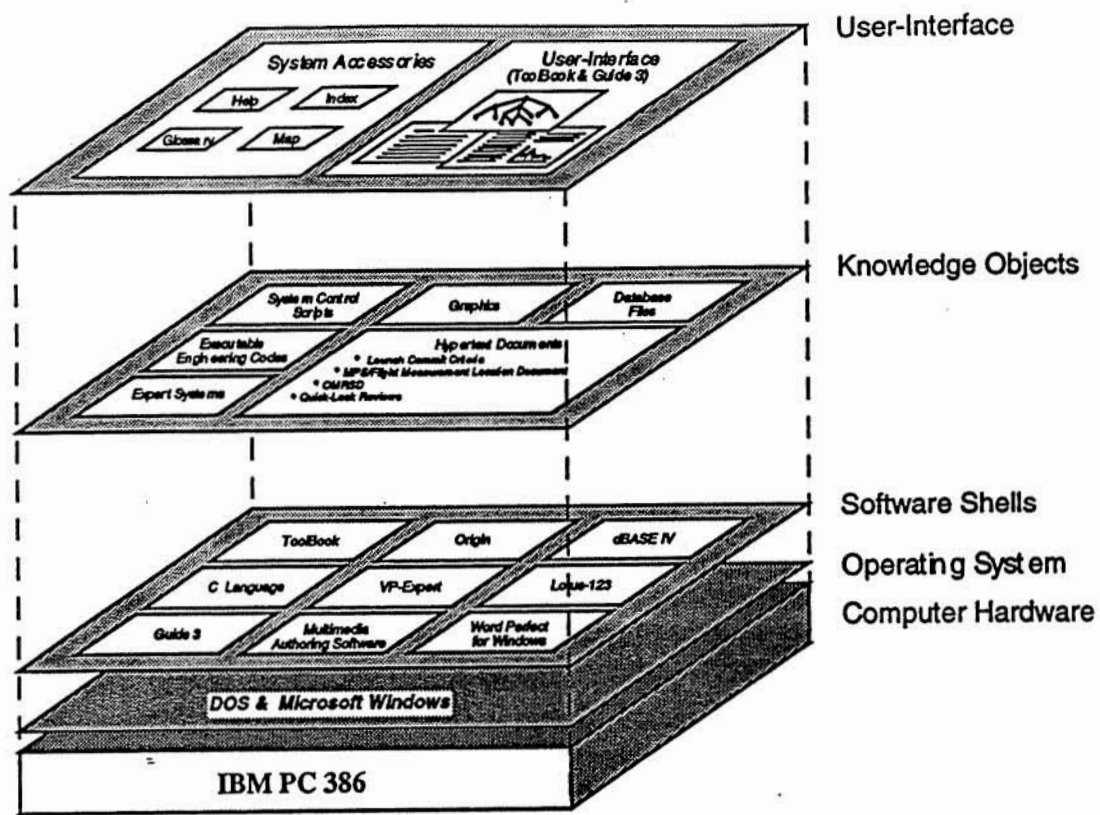 User-Interface
System Accessories
User-Interface
(ToolBook & Guide 3)
Help
Index
Glossary
Map
Knowledge Objects
System Control
Scripts
Graphics
Database
Files
Executable
Engineering Codes
Hypertext Documents
* Launch Commit Criteria
* MPS/Flight Measurement Location Document
* OMRSD
* Quick-Look Reviews
Expert Systems
Software Shells
ToolBook
Origin
dBASE IV
Operating System
C Language
VP-Expert
Lotus-123
Computer Hardware
Guide 3
Multimedia
Authoring Software
Word Perfect
for Windows
DOS & Microsoft Windows
IBM PC 386